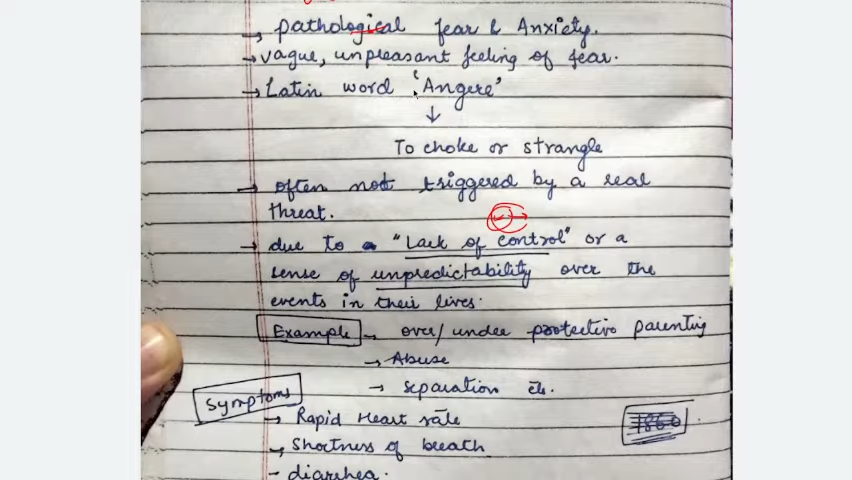 → pathological fear & Anxiety.
→ vague, unpleasant feeling of fear.
→ Latin word 'Angere'
↓
To choke or strangle
→ often not triggered by a real
threat.
→ due to a "Lack of control" or a
sense of unpredictability over the
events in their lives.
Example → over/under protective parenting
→ Abuse
→ separation etc.
Symptoms
→ Rapid Heart rate
→ Shortness of breath
- diarrhea.